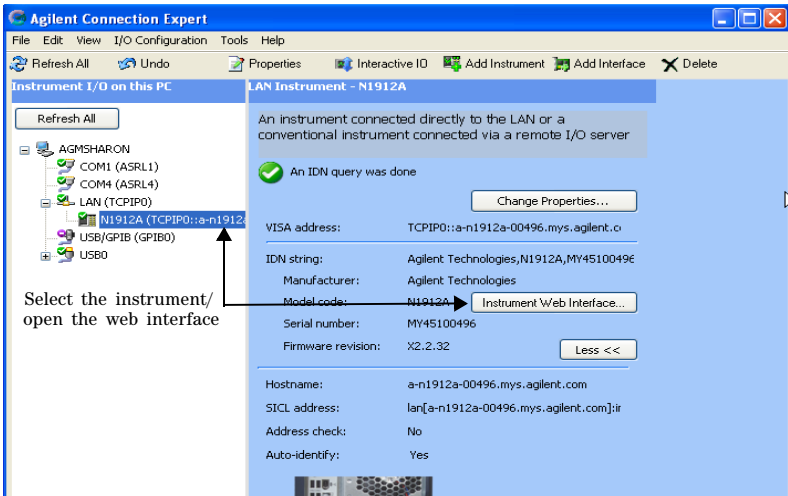 Agilent Connection Expert
File Edit View I/O Configuration Tools Help
Refresh All Undo Properties Interactive IO Add Instrument Add Interface Delete
Instrument I/O on this PC
Refresh All
AGMSHARON
COM1 (ASRL1)
COM4 (ASRL4)
LAN (TCPIP0)
N1912A (TCPIP0::a-n1912a
USB/GPIB (GPIB0)
USB0
Select the instrument/
open the web interface
LAN Instrument - N1912A
An instrument connected directly to the LAN or a
conventional instrument connected via a remote I/O server
An IDN query was done
Change Properties...
VISA address: TCPIP0::a-n1912a-00496.mys.agilent.co
IDN string: Agilent Technologies,N1912A,MY45100496
Manufacturer: Agilent Technologies
Model code: N1912A Instrument Web Interface...
Serial number: MY45100496
Firmware revision: X2.2.32
Less <<
Hostname: a-n1912a-00496.mys.agilent.com
SICL address: lan[a-n1912a-00496.mys.agilent.com]:ir
Address check: No
Auto-identify: Yes